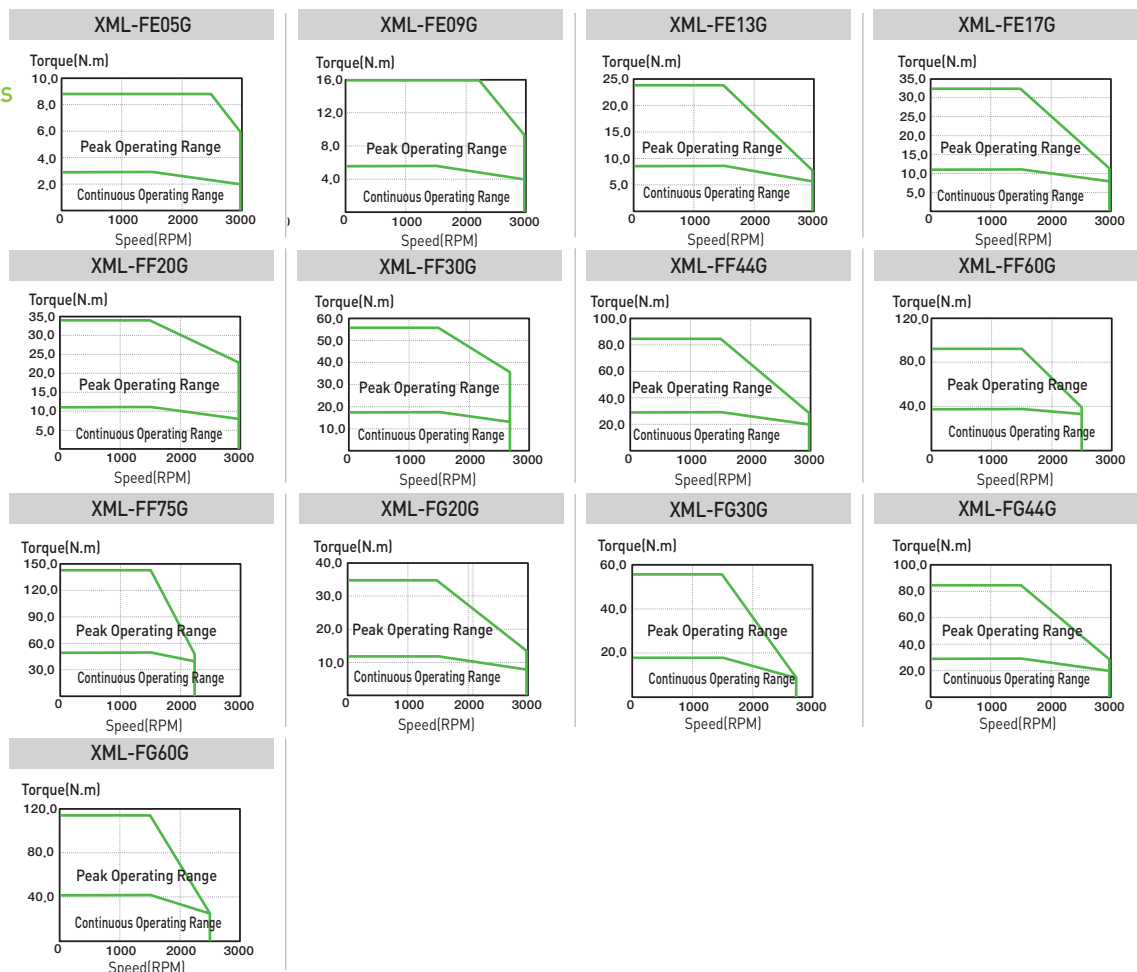 XML-FE05G
Torque(N.m)
s
10,0
8,0
6,0
4,0
2,0
Peak Operating Range
Continuous Operating Range
0 1000 2000 3000
Speed(RPM)
XML-FE09G
Torque(N.m)
16,0
12,0
8,0
4,0
Peak Operating Range
Continuous Operating Range
0 1000 2000 3000
Speed(RPM)
XML-FE13G
Torque(N.m)
25,0
20,0
15,0
10,0
5,0
Peak Operating Range
Continuous Operating Range
0 1000 2000 3000
Speed(RPM)
XML-FE17G
Torque(N.m)
35,0
30,0
25,0
20,0
15,0
10,0
5,0
Peak Operating Range
Continuous Operating Range
0 1000 2000 3000
Speed(RPM)
XML-FF20G
Torque(N.m)
35,0
30,0
25,0
20,0
15,0
10,0
5,0
Peak Operating Range
Continuous Operating Range
0 1000 2000 3000
Speed(RPM)
XML-FF30G
Torque(N.m)
60,0
50,0
40,0
30,0
20,0
10,0
Peak Operating Range
Continuous Operating Range
0 1000 2000 3000
Speed(RPM)
XML-FF44G
Torque(N.m)
100,0
80,0
60,0
40,0
20,0
Peak Operating Range
Continuous Operating Range
0 1000 2000 3000
Speed(RPM)
XML-FF60G
Torque(N.m)
120,0
80,0
40,0
Peak Operating Range
Continuous Operating Range
0 1000 2000 3000
Speed(RPM)
XML-FF75G
Torque(N.m)
150,0
120,0
90,0
60,0
30,0
Peak Operating Range
Continuous Operating Range
0 1000 2000 3000
Speed(RPM)
XML-FG20G
Torque(N.m)
40,0
30,0
20,0
10,0
Peak Operating Range
Continuous Operating Range
0 1000 2000 3000
Speed(RPM)
XML-FG30G
Torque(N.m)
60,0
40,0
20,0
Peak Operating Range
Continuous Operating Range
0 1000 2000 3000
Speed(RPM)
XML-FG44G
Torque(N.m)
100,0
80,0
60,0
40,0
20,0
Peak Operating Range
Continuous Operating Range
0 1000 2000 3000
Speed(RPM)
XML-FG60G
Torque(N.m)
120,0
80,0
40,0
Peak Operating Range
Continuous Operating Range
0 1000 2000 3000
Speed(RPM)